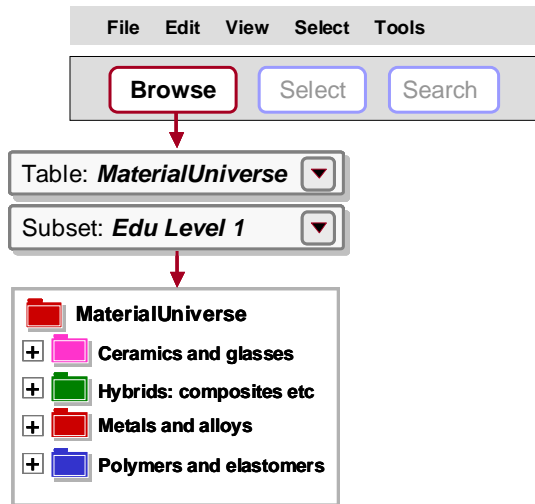 File Edit View Select Tools
Browse Select Search
Table: MaterialUniverse
Subset: Edu Level 1
MaterialUniverse
Ceramics and glasses
Hybrids: composites etc
Metals and alloys
Polymers and elastomers